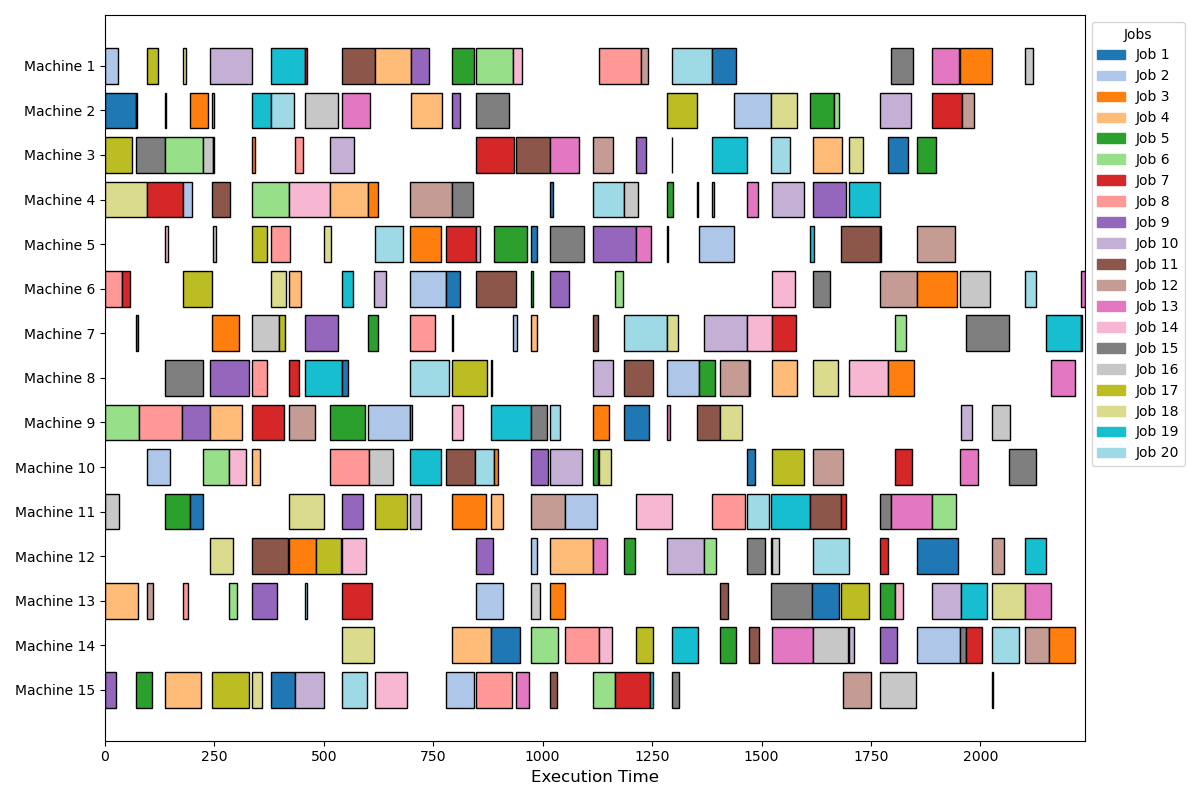 Machine 1
Machine 2
Machine 3
Machine 4
Machine 5
Machine 6
Machine 7
Machine 8
Machine 9
Machine 10
Machine 11
Machine 12
Machine 13
Machine 14
Machine 15
0 250 500 750 1000 1250 1500 1750 2000
Execution Time
Jobs
Job 1
Job 2
Job 3
Job 4
Job 5
Job 6
Job 7
Job 8
Job 9
Job 10
Job 11
Job 12
Job 13
Job 14
Job 15
Job 16
Job 17
Job 18
Job 19
Job 20